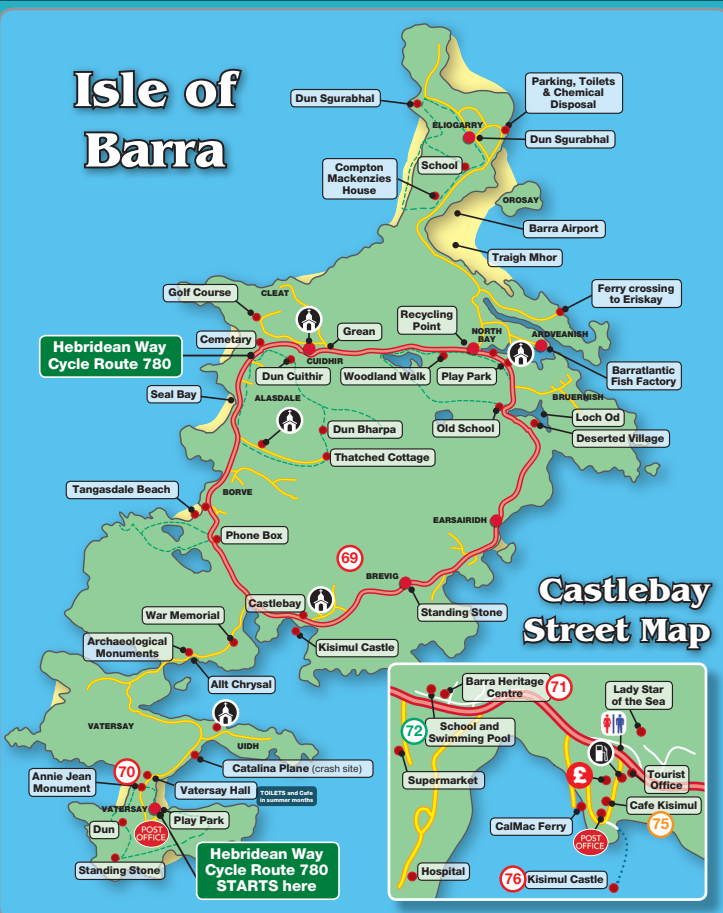 Isle of
Barra
Dun Sgurabhal
Parking, Toilets
& Chemical
Disposal
ELIOGARRY
Dun Sgurabhal
School
Compton
Mackenzies
House
OROSAY
Barra Airport
Traigh Mhor
Golf Course
CLEAT
Ferry crossing
to Eriskay
Recycling
Point
Cemetary
Grean
NORTH
BAY
ARDVEANISH
Hebridean Way
Cycle Route 780
CUIDHIR
Dun Cuithir
Woodland Walk
Play Park
Barratlantic
Fish Factory
Seal Bay
ALASDALE
BRUERNISH
Loch Od
Old School
Dun Bharpa
Deserted Village
Thatched Cottage
Tangasdale Beach
BORVE
EARSAIRIDH
Phone Box
69
BREVIG
Castlebay
Standing Stone
War Memorial
Kisimul Castle
Archaeological
Monuments
Allt Chrysal
VATERSAY
UIDH
Catalina Plane (crash site)
70
Annie Jean
Monument
Vatersay Hall
TOILETS and Cafe
in summer months
VATERSAY
Play Park
Dun
POST
OFFICE
Standing Stone
Hebridean Way
Cycle Route 780
STARTS here
Castlebay
Street Map
Barra Heritage
Centre
71
Lady Star
of the Sea
72
School and
Swimming Pool
Supermarket
£
Tourist
Office
Cafe Kisimul
CalMac Ferry
75
POST
OFFICE
Hospital
76
Kisimul Castle